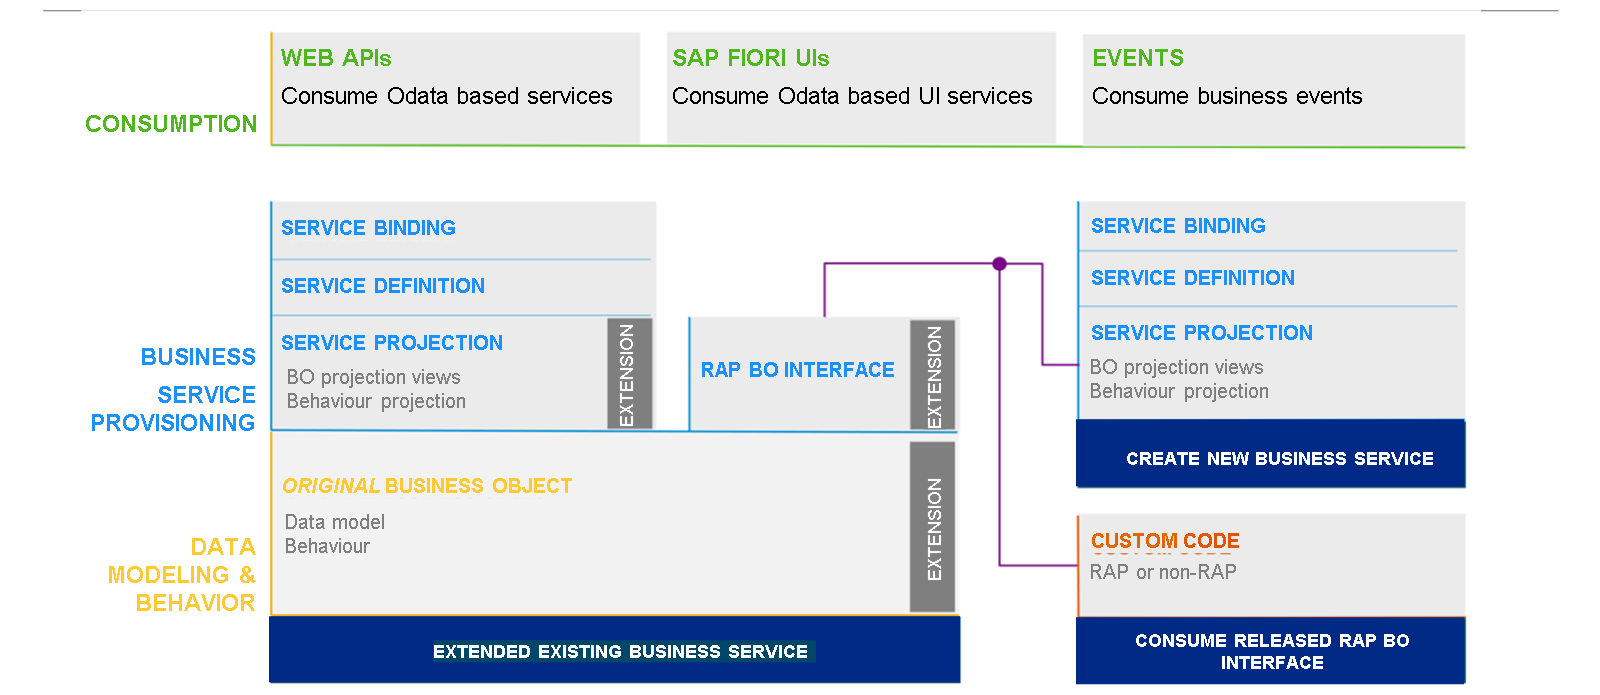 WEB APIs
Consume Odata based services
SAP FIORI UIs
Consume Odata based UI services
EVENTS
Consume business events
CONSUMPTION
SERVICE BINDING
SERVICE DEFINITION
SERVICE PROJECTION
BO projection views
Behaviour projection
EXTENSION
RAP BO INTERFACE
EXTENSION
SERVICE BINDING
SERVICE DEFINITION
SERVICE PROJECTION
BO projection views
Behaviour projection
CREATE NEW BUSINESS SERVICE
BUSINESS
SERVICE
PROVISIONING
ORIGINAL BUSINESS OBJECT
Data model
Behaviour
EXTENSION
DATA
MODELING &
BEHAVIOR
EXTENDED EXISTING BUSINESS SERVICE
CUSTOM CODE
RAP or non-RAP
CONSUME RELEASED RAP BO
INTERFACE